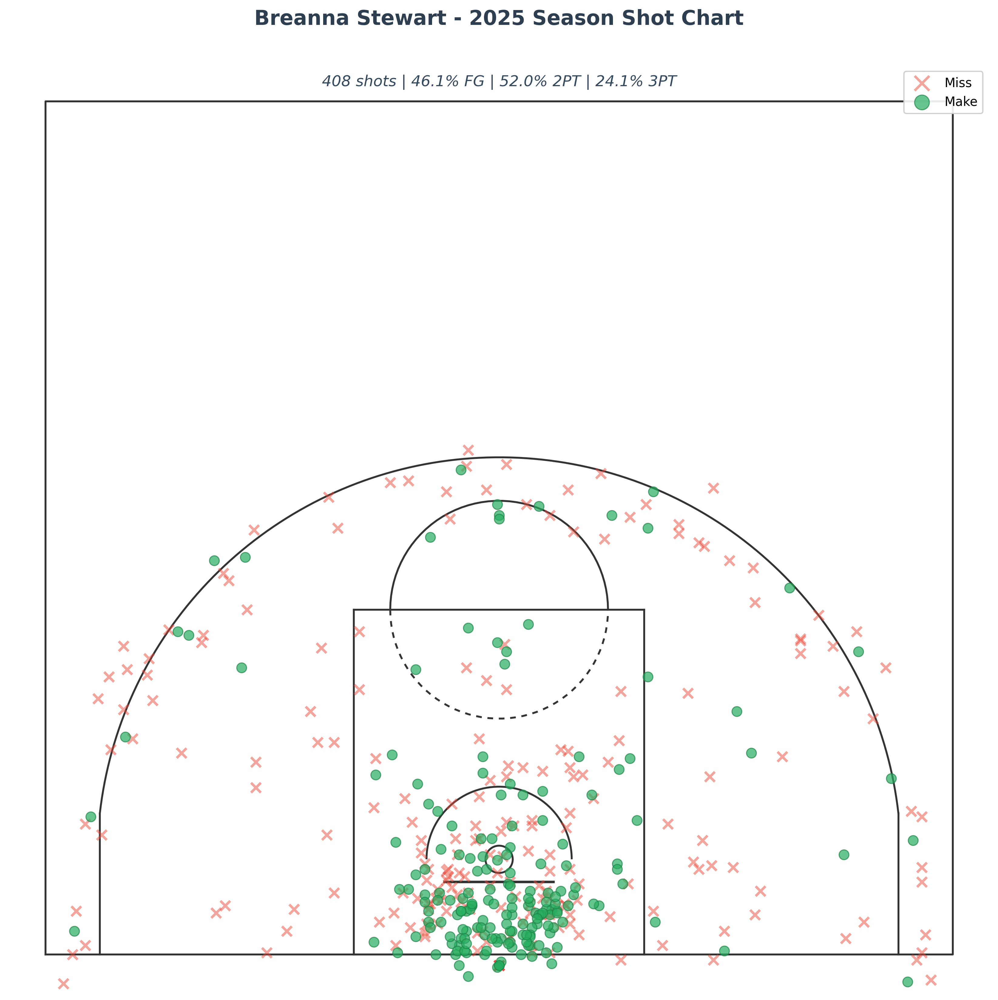 Breanna Stewart - 2025 Season Shot Chart
408 shots | 46.1% FG | 52.0% 2PT | 24.1% 3PT
Miss
Make